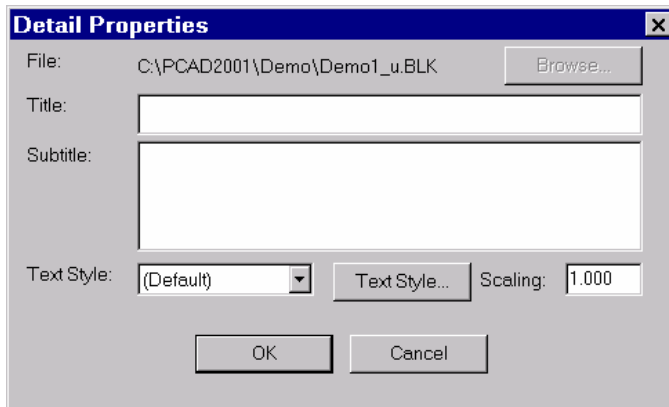 Detail Properties
File: C:\PCAD2001\Demo\Demo1_u.BLK Browse...
Title:
Subtitle:
Text Style: (Default) Text Style... Scaling: 1.000
OK Cancel